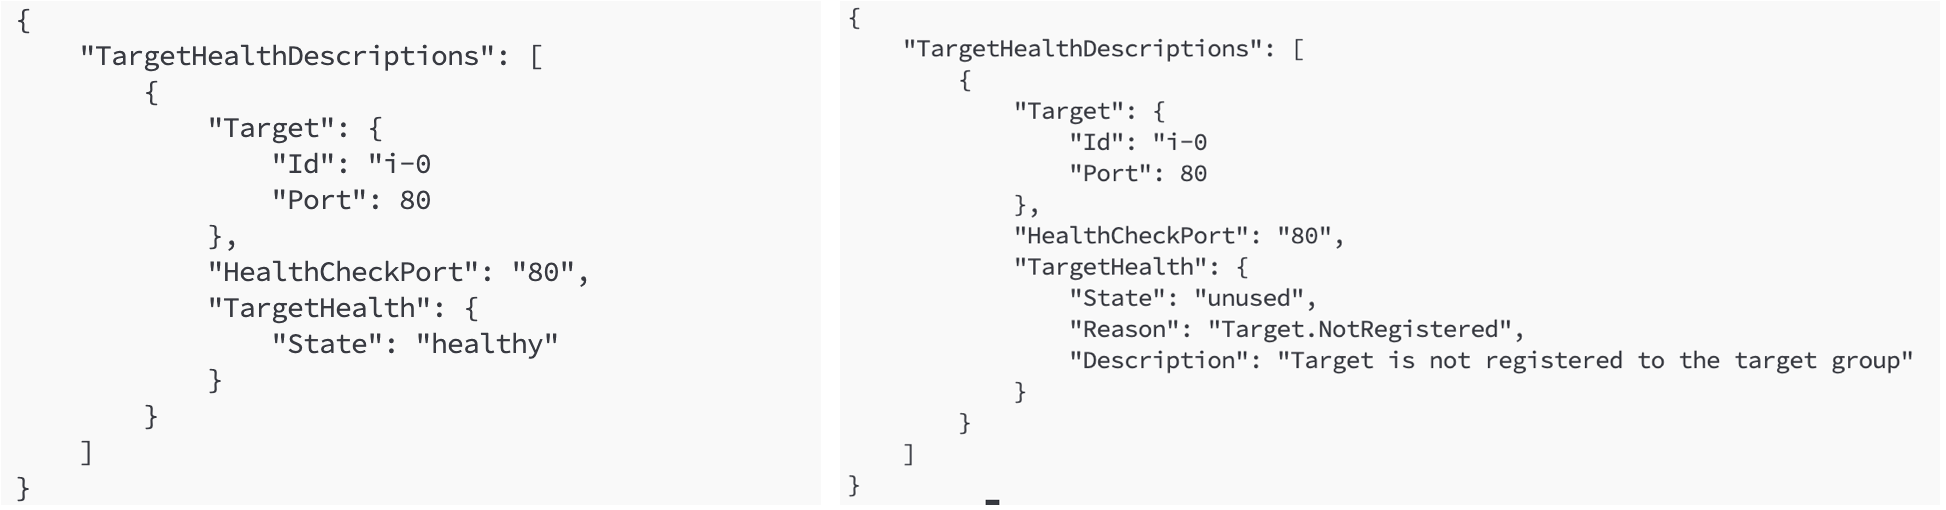 {
"TargetHealthDescriptions": [
{
"Target": {
"Id": "i-0
"Port": 80
},
"HealthCheckPort": "80",
"TargetHealth": {
"State": "healthy"
}
}
]
}
{
"TargetHealthDescriptions": [
{
"Target": {
"Id": "i-0
"Port": 80
},
"HealthCheckPort": "80",
"TargetHealth": {
"State": "unused",
"Reason": "Target.NotRegistered",
"Description": "Target is not registered to the target group"
}
}
]
}